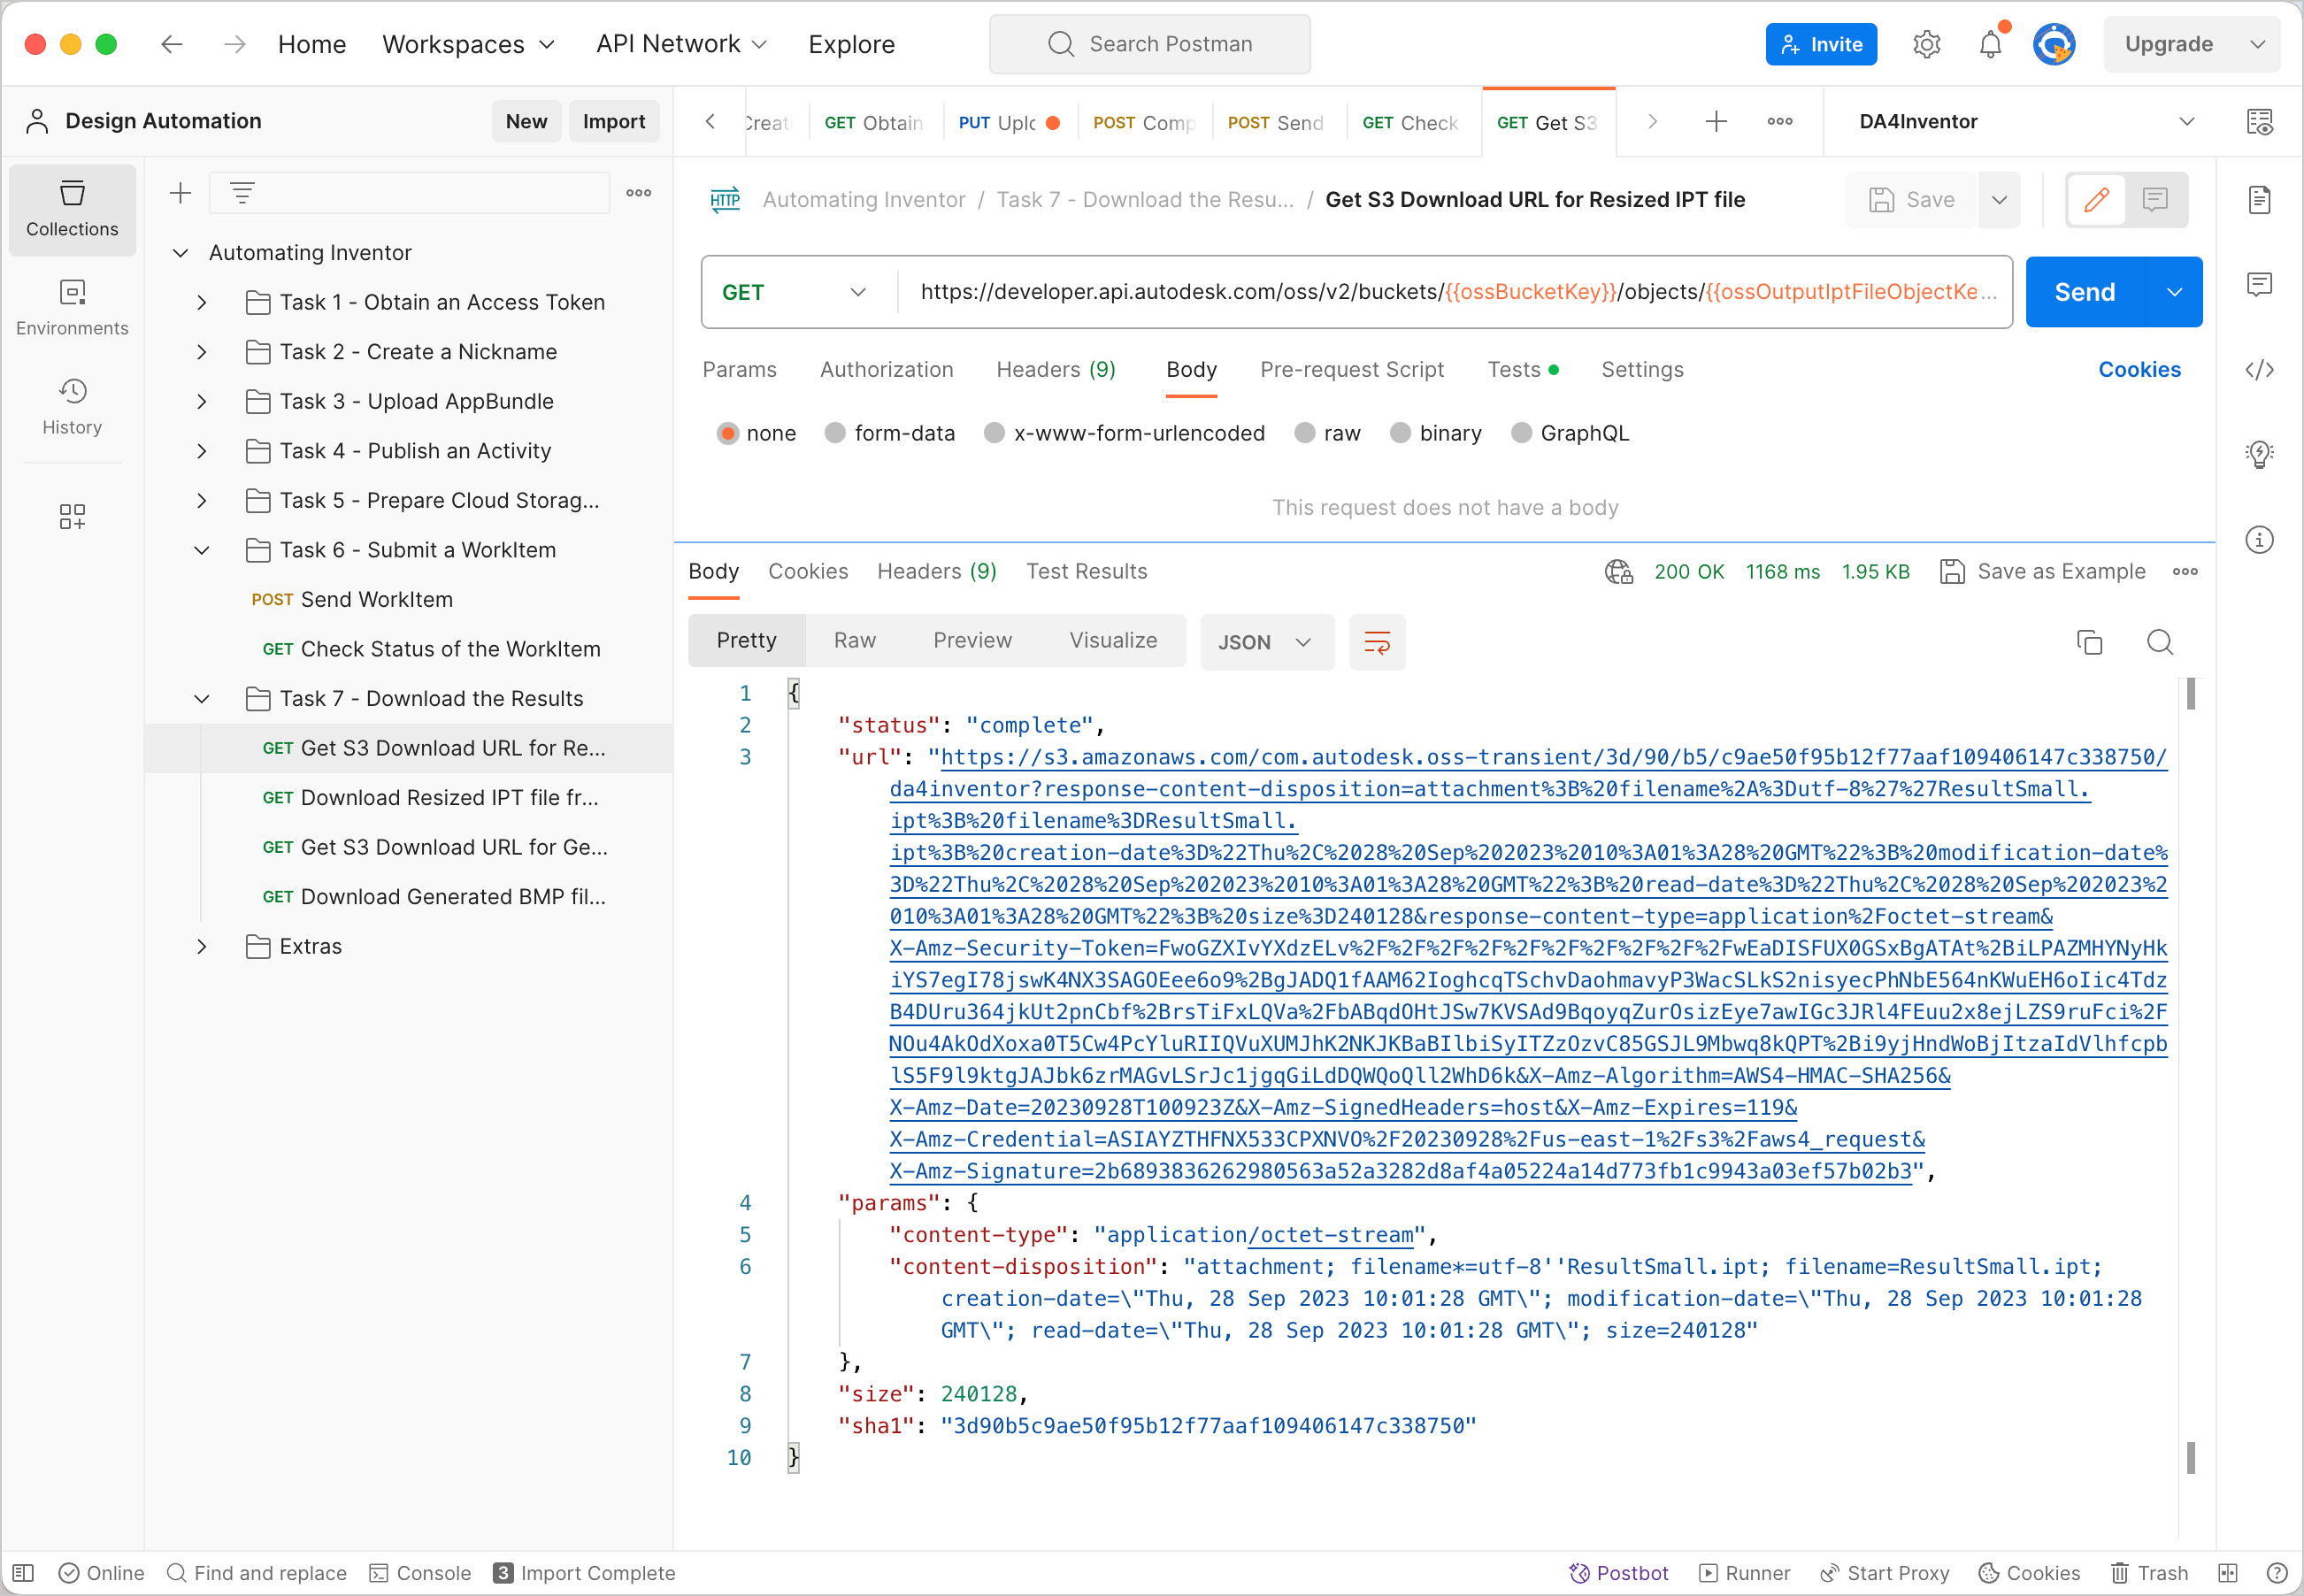 Home
Workspaces
API Network
Explore
Search Postman
Invite
Upgrade
Design Automation
New
Import
GET Obtain
PUT Uplo
POST Comp
POST Send
GET Check
GET Get S3
DA4Inventor
Collections
Environments
History
Automating Inventor
Task 1 - Obtain an Access Token
Task 2 - Create a Nickname
Task 3 - Upload AppBundle
Task 4 - Publish an Activity
Task 5 - Prepare Cloud Storag...
Task 6 - Submit a WorkItem
POST Send WorkItem
GET Check Status of the WorkItem
Task 7 - Download the Results
GET Get S3 Download URL for Re...
GET Download Resized IPT file fr...
GET Get S3 Download URL for Ge...
GET Download Generated BMP fil...
Extras
HTTP Automating Inventor / Task 7 - Download the Resu... / Get S3 Download URL for Resized IPT file
Save
GET
https://developer.api.autodesk.com/oss/v2/buckets/{{ossBucketKey}}/objects/{{ossOutputIptFileObjectKe...
Send
Params Authorization Headers (9) Body Pre-request Script Tests Settings Cookies
none form-data x-www-form-urlencoded raw binary GraphQL
This request does not have a body
Body Cookies Headers (9) Test Results 200 OK 1168 ms 1.95 KB Save as Example
Pretty Raw Preview Visualize JSON
1 {
2 "status": "complete",
3 "url": "https://s3.amazonaws.com/com.autodesk.oss-transient/3d/90/b5/c9ae50f95b12f77aaf109406147c338750/
da4inventor?response-content-disposition=attachment%3B%20filename%2A%3Dutf-8%27%27ResultSmall.
ipt%3B%20filename%3DResultSmall.
ipt%3B%20creation-date%3D%22Thu%2C%2028%20Sep%202023%2010%3A01%3A28%20GMT%22%3B%20modification-date%
3D%22Thu%2C%2028%20Sep%202023%2010%3A01%3A28%20GMT%22%3B%20read-date%3D%22Thu%2C%2028%20Sep%202023%2
010%3A01%3A28%20GMT%22%3B%20size%3D240128&response-content-type=application%2Foctet-stream&
X-Amz-Security-Token=FwoGZXIvYXdzELv%2F%2F%2F%2F%2F%2F%2F%2F%2F%2FwEaDISFUX0GSxBgATAt%2BiLPAZMHYNyHk
iYS7egI78jswK4NX3SAGOEee6o9%2BgJADQ1fAAM62IoghcqTSchvDaohmavyP3WacSLkS2nisyecPhNbE564nKWuEH6oIic4Tdz
B4DUru364jkUt2pnCbf%2BrsTiFxLQVa%2FbABqdOHtJSw7KVSAd9BqoyqZurOsizEye7awIGc3JRl4FEuu2x8ejLZS9ruFci%2F
NOu4AkOdXoxa0T5Cw4PcYluRIIQVuXUMJhK2NKJKBaBIlbiSyITZzOzvC85GSJL9Mbwq8kQPT%2Bi9yjHndWoBjItzaIdVlhfcpb
lS5F9l9ktgJAJbk6zrMAGvLSrJc1jgqGiLdDQWQoQll2WhD6k&X-Amz-Algorithm=AWS4-HMAC-SHA256&
X-Amz-Date=20230928T100923Z&X-Amz-SignedHeaders=host&X-Amz-Expires=119&
X-Amz-Credential=ASIAYZTHFNX533CPXNVO%2F20230928%2Fus-east-1%2Fs3%2Faws4_request&
X-Amz-Signature=2b6893836262980563a52a3282d8af4a05224a14d773fb1c9943a03ef57b02b3",
4 "params": {
5 "content-type": "application/octet-stream",
6 "content-disposition": "attachment; filename*=utf-8''ResultSmall.ipt; filename=ResultSmall.ipt;
creation-date=\"Thu, 28 Sep 2023 10:01:28 GMT\"; modification-date=\"Thu, 28 Sep 2023 10:01:28
GMT\"; read-date=\"Thu, 28 Sep 2023 10:01:28 GMT\"; size=240128"
7 },
8 "size": 240128,
9 "sha1": "3d90b5c9ae50f95b12f77aaf109406147c338750"
10 }
Online Find and replace Console 3 Import Complete Postbot Runner Start Proxy Cookies Trash